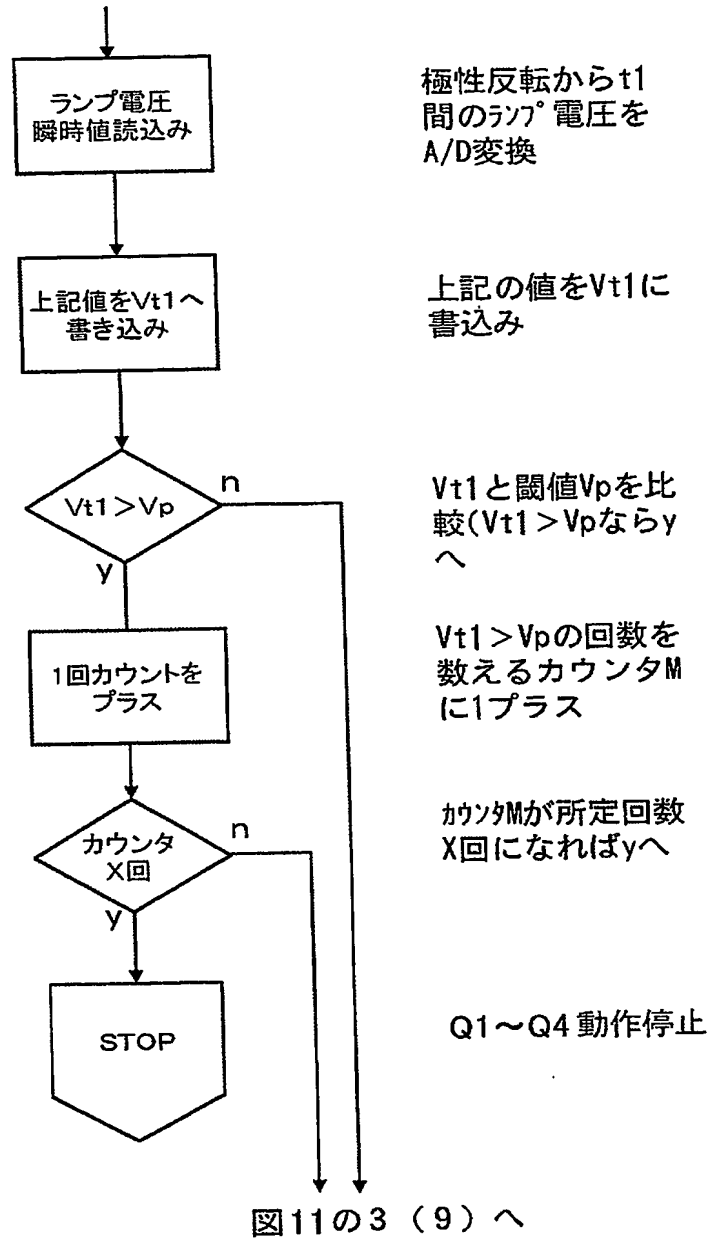 ランプ電圧
瞬時値読込み
極性反転からt1
間のﾗﾝﾌﾟ電圧を
A/D変換
上記値をVt1へ
書き込み
上記の値をVt1に
書込み
Vt1＞Vp
n
y
Vt1と閾値Vpを比
較(Vt1＞Vpならy
へ
1回カウントを
プラス
Vt1＞Vpの回数を
数えるカウンタM
に1プラス
カウンタ
X回
n
y
ｶｳﾝﾀMが所定回数
X回になればyへ
STOP
Q1～Q4動作停止
図11の3（9）へ